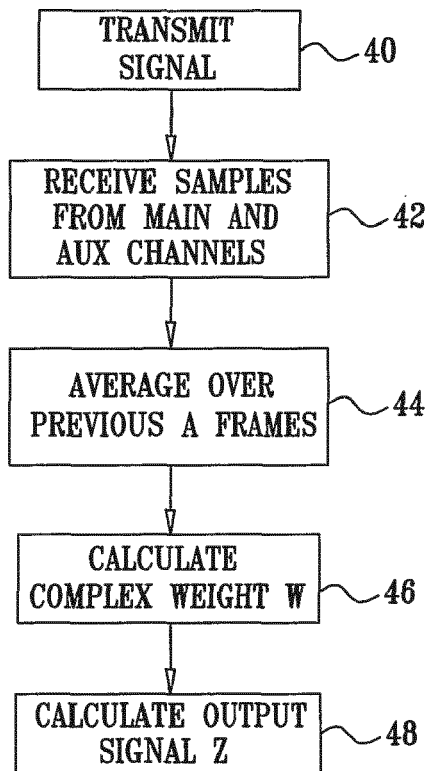 TRANSMIT
SIGNAL
40
RECEIVE SAMPLES
FROM MAIN AND
AUX CHANNELS
42
AVERAGE OVER
PREVIOUS A FRAMES
44
CALCULATE
COMPLEX WEIGHT W
46
CALCULATE OUTPUT
SIGNAL Z
48